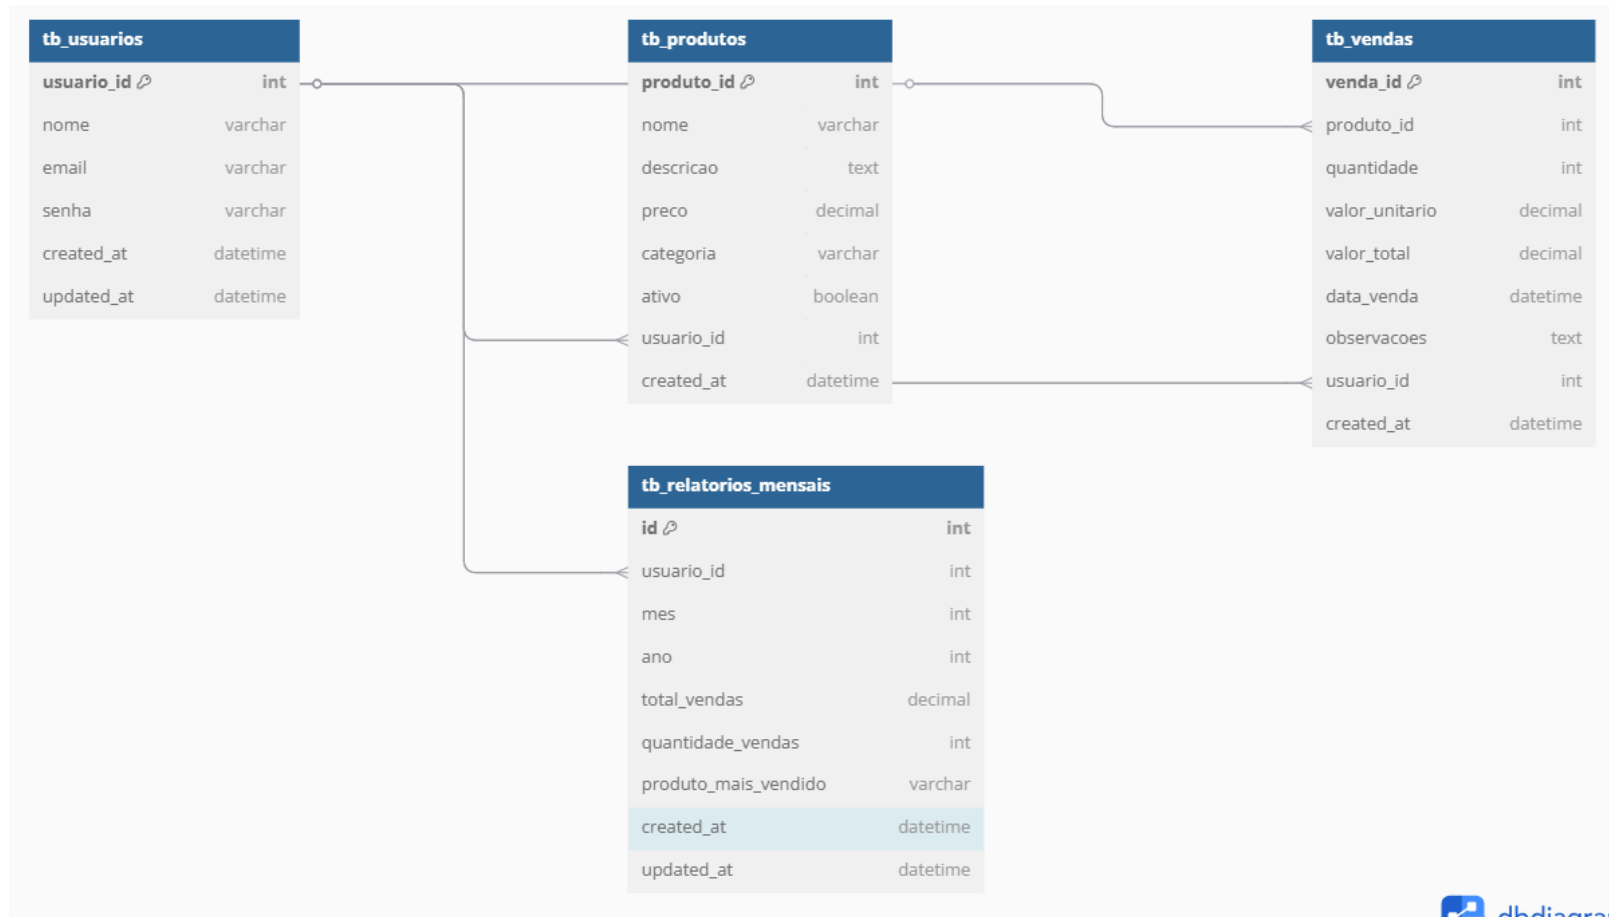 tb_usuarios
usuario_id int
nome varchar
email varchar
senha varchar
created_at datetime
updated_at datetime
tb_produtos
produto_id int
nome varchar
descricao text
preco decimal
categoria varchar
ativo boolean
usuario_id int
created_at datetime
tb_vendas
venda_id int
produto_id int
quantidade int
valor_unitario decimal
valor_total decimal
data_venda datetime
observacoes text
usuario_id int
created_at datetime
tb_relatorios_mensais
id int
usuario_id int
mes int
ano int
total_vendas decimal
quantidade_vendas int
produto_mais_vendido varchar
created_at datetime
updated_at datetime